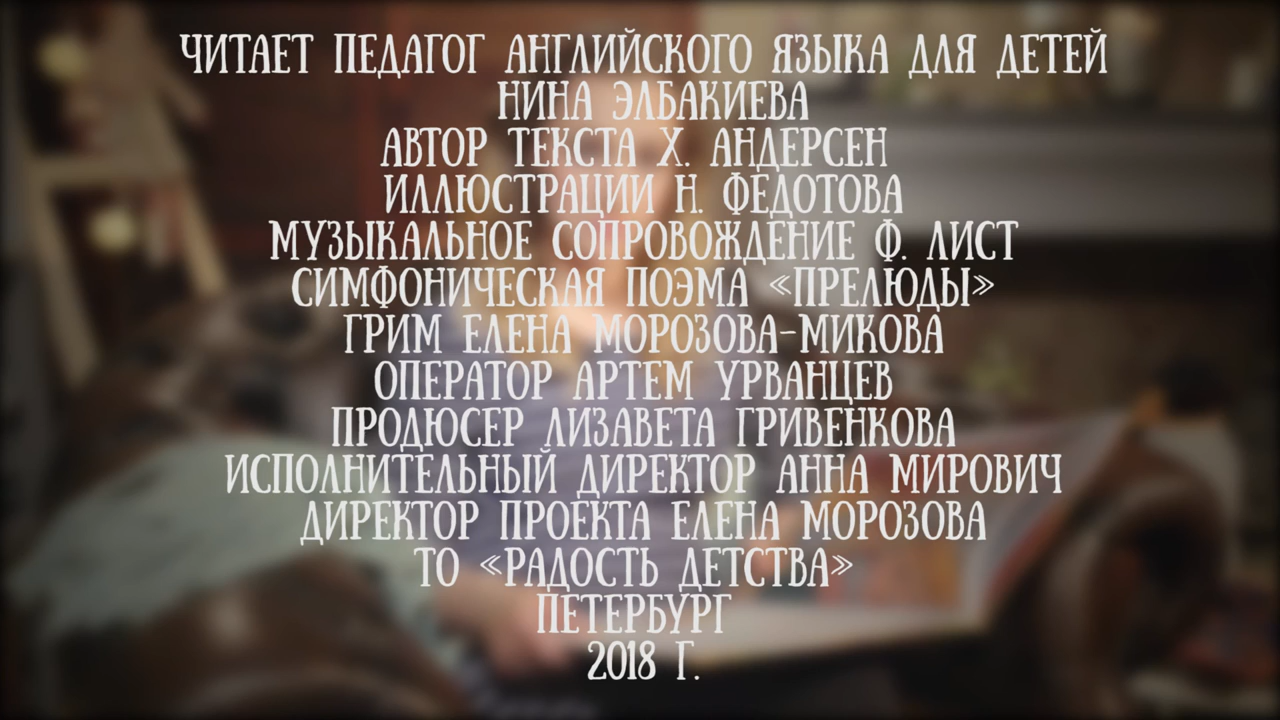 ЧИТАЕТ ПЕДАГОГ АНГЛИЙСКОГО ЯЗЫКА ДЛЯ ДЕТЕЙ
НИНА ЭЛБАКИЕВА
АВТОР ТЕКСТА Х. АНДЕРСЕН
ИЛЛЮСТРАЦИИ Н. ФЕДОТОВА
МУЗЫКАЛЬНОЕ СОПРОВОЖДЕНИЕ Ф. ЛИСТ
СИМФОНИЧЕСКАЯ ПОЭМА «ПРЕЛЮДЫ»
ГРИМ ЕЛЕНА МОРОЗОВА-МИКОВА
ОПЕРАТОР АРТЕМ УРВАНЦЕВ
ПРОДЮСЕР ЛИЗАВЕТА ГРИВЕНКОВА
ИСПОЛНИТЕЛЬНЫЙ ДИРЕКТОР АННА МИРОВИЧ
ДИРЕКТОР ПРОЕКТА ЕЛЕНА МОРОЗОВА
ТО «РАДОСТЬ ДЕТСТВА»
ПЕТЕРБУРГ
2018 Г.